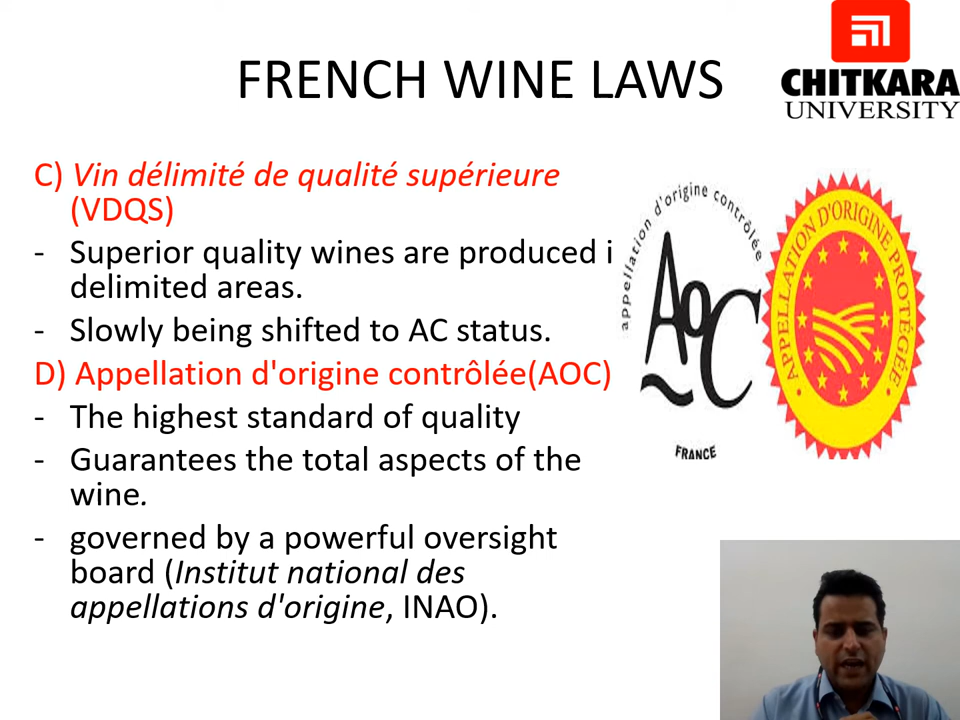 FRENCH WINE LAWS
CHITKARA
UNIVERSITY
C) Vin délimité de qualité supérieure
(VDQS)
- Superior quality wines are produced i
delimited areas.
- Slowly being shifted to AC status.
D) Appellation d'origine contrôlée(AOC)
- The highest standard of quality
- Guarantees the total aspects of the
wine.
- governed by a powerful oversight
board (Institut national des
appellations d'origine, INAO).
appellation d'origine contrôlée
AOC
FRANCE
APPELLATION D'ORIGINE PROTÉGÉE